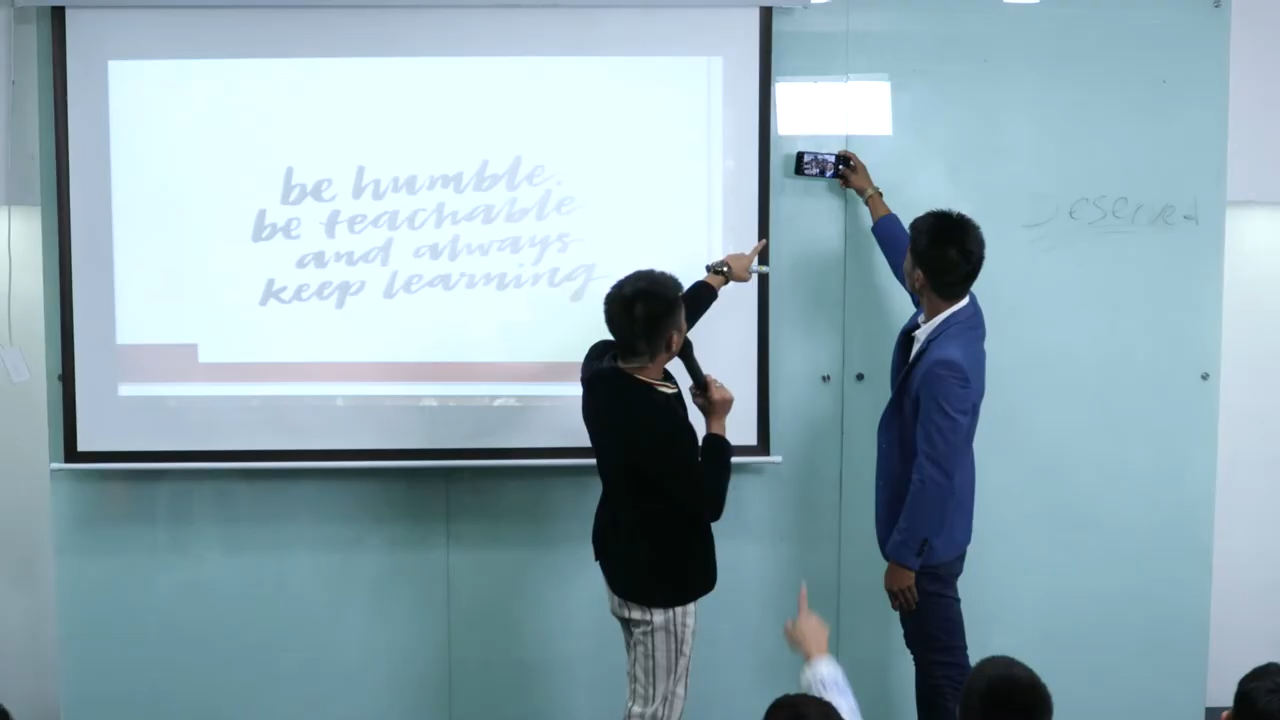 be humble.
be teachable
and always
keep learning